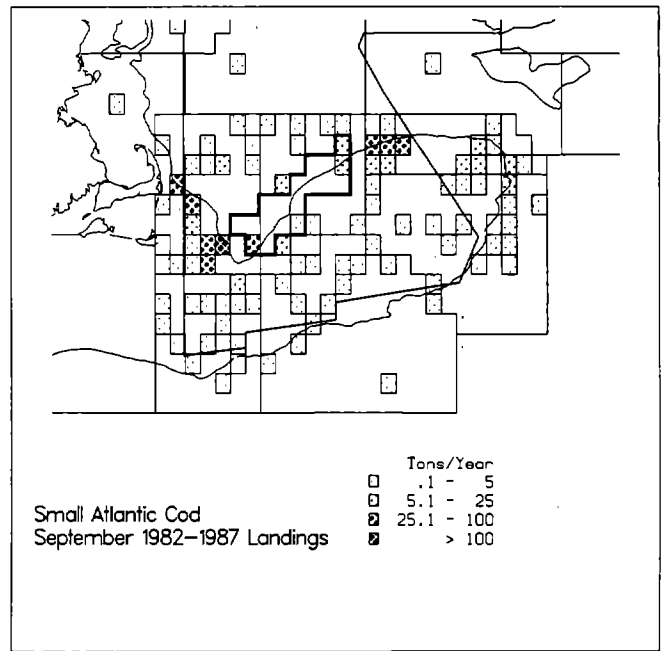 Tons/Year
.1 - 5
5.1 - 25
25.1 - 100
> 100
Small Atlantic Cod
September 1982-1987 Landings